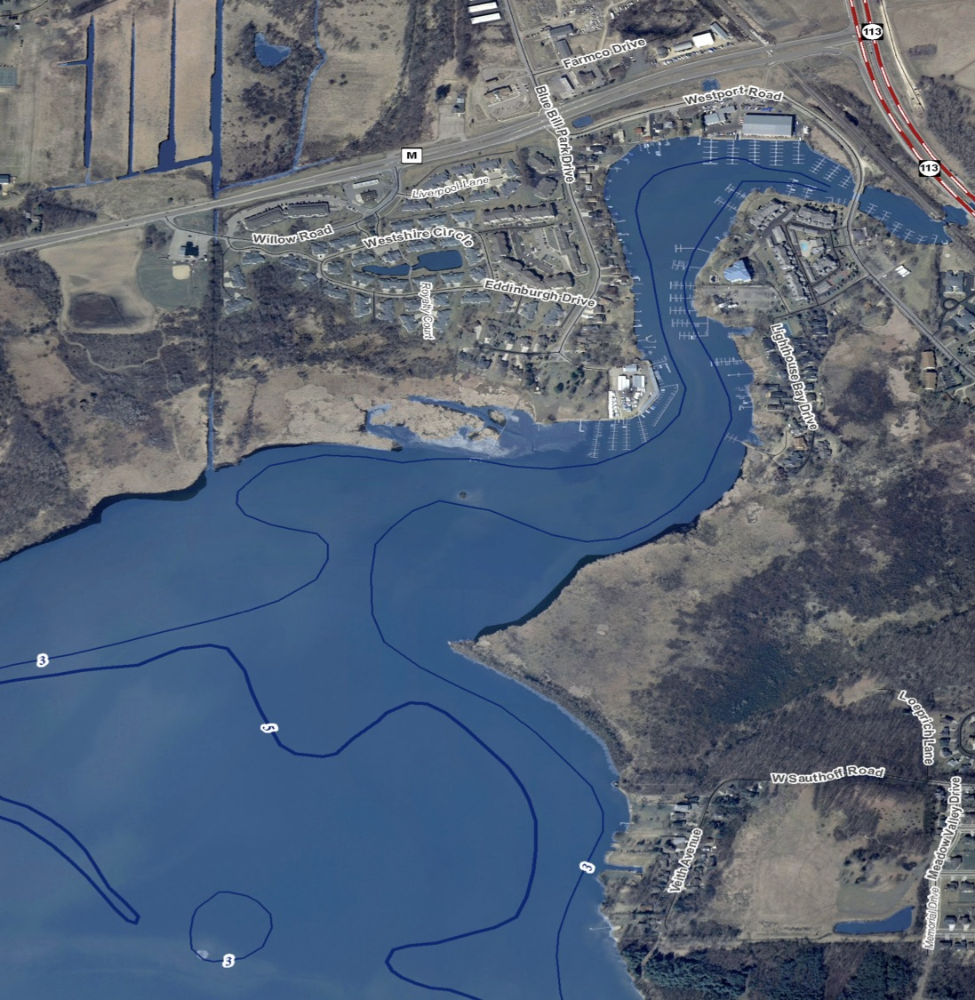 113
Farmco Drive
Westport Road
Blue Bill Park Drive
M
113
Liverpool Lane
Willow Road
Westshire Circle
Eddinburgh Drive
Royalty Court
Lighthouse Bay Drive
3
5
Loeprich Lane
W Sauthoff Road
Meadow Valley Drive
Veith Avenue
3
Memorial Drive
3